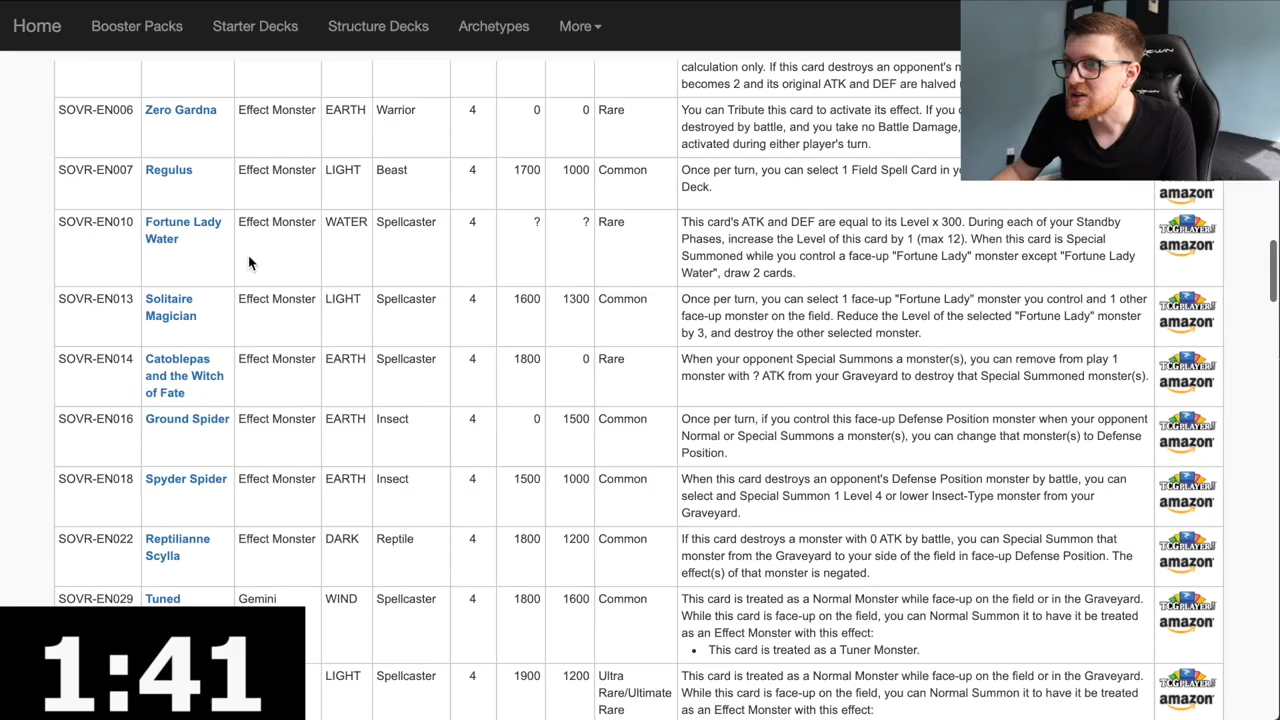 Home Booster Packs Starter Decks Structure Decks Archetypes More
calculation only. If this card destroys an opponent's
becomes 2 and its original ATK and DEF are halved
SOVR-EN006 Zero Gardna Effect Monster EARTH Warrior 4 0 0 Rare You can Tribute this card to activate its effect. If you
destroyed by battle, and you take no Battle Damage,
activated during either player's turn.
SOVR-EN007 Regulus Effect Monster LIGHT Beast 4 1700 1000 Common Once per turn, you can select 1 Field Spell Card in
Deck.
amazon
SOVR-EN010 Fortune Lady Effect Monster WATER Spellcaster 4 ? ? Rare This card's ATK and DEF are equal to its Level x 300. During each of your Standby TCGPLAYER
Water Phases, increase the Level of this card by 1 (max 12). When this card is Special amazon
Summoned while you control a face-up "Fortune Lady" monster except "Fortune Lady
Water", draw 2 cards.
SOVR-EN013 Solitaire Effect Monster LIGHT Spellcaster 4 1600 1300 Common Once per turn, you can select 1 face-up "Fortune Lady" monster you control and 1 other TCGPLAYER
Magician face-up monster on the field. Reduce the Level of the selected "Fortune Lady" monster amazon
by 3, and destroy the other selected monster.
SOVR-EN014 Catoblepas Effect Monster EARTH Spellcaster 4 1800 0 Rare When your opponent Special Summons a monster(s), you can remove from play 1 TCGPLAYER
and the Witch monster with ? ATK from your Graveyard to destroy that Special Summoned monster(s). amazon
of Fate
SOVR-EN016 Ground Spider Effect Monster EARTH Insect 4 0 1500 Common Once per turn, if you control this face-up Defense Position monster when your opponent TCGPLAYER
Normal or Special Summons a monster(s), you can change that monster(s) to Defense amazon
Position.
SOVR-EN018 Spyder Spider Effect Monster EARTH Insect 4 1500 1000 Common When this card destroys an opponent's Defense Position monster by battle, you can TCGPLAYER
select and Special Summon 1 Level 4 or lower Insect-Type monster from your amazon
Graveyard.
SOVR-EN022 Reptilianne Effect Monster DARK Reptile 4 1800 1200 Common If this card destroys a monster with 0 ATK by battle, you can Special Summon that TCGPLAYER
Scylla monster from the Graveyard to your side of the field in face-up Defense Position. The amazon
effect(s) of that monster is negated.
SOVR-EN029 Tuned Gemini WIND Spellcaster 4 1800 1600 Common This card is treated as a Normal Monster while face-up on the field or in the Graveyard. TCGPLAYER
While this card is face-up on the field, you can Normal Summon it to have it be treated amazon
as an Effect Monster with this effect:
• This card is treated as a Tuner Monster.
LIGHT Spellcaster 4 1900 1200 Ultra This card is treated as a Normal Monster while face-up on the field or in the Graveyard. TCGPLAYER
Rare/Ultimate While this card is face-up on the field, you can Normal Summon it to have it be treated amazon
Rare as an Effect Monster with this effect:
1:41